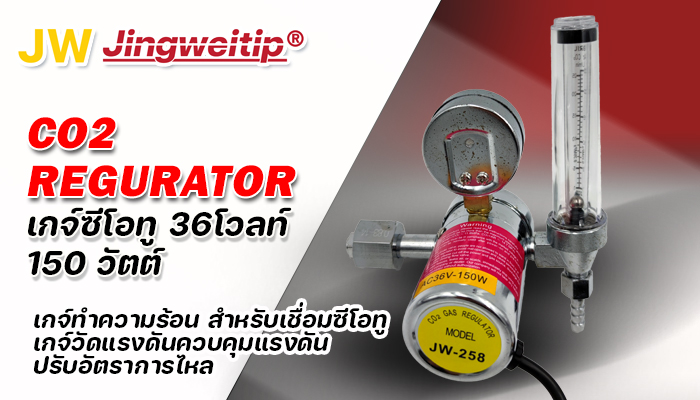 JW Jingweitip®
CO2
REGURATOR
เกจ์ซีโอทู 36โวลท์
150 วัตต์
เกจ์ทำความร้อน สำหรับเชื่อมซีโอทู
เกจ์วัดแรงดันควบคุมแรงดัน
ปรับอัตราการไหล
Warning
AC36V-150W
CO2 GAS REGULATOR
MODEL
JW-258